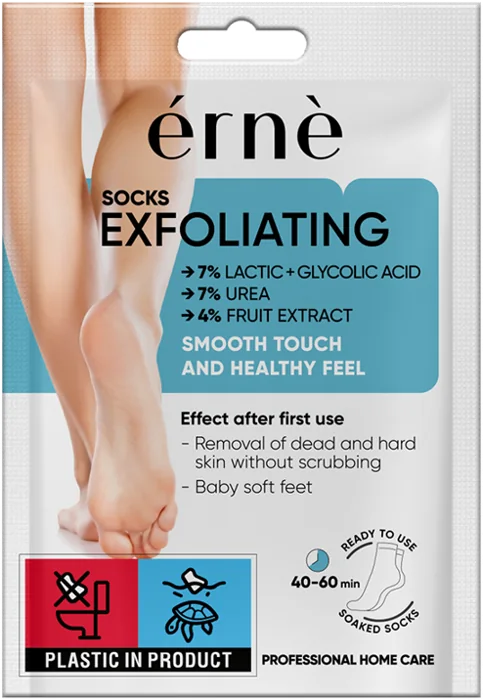 érnè
SOCKS
EXFOLIATING
→ 7% LACTIC + GLYCOLIC ACID
→ 7% UREA
→ 4% FRUIT EXTRACT
SMOOTH TOUCH
AND HEALTHY FEEL
Effect after first use
- Removal of dead and hard
skin without scrubbing
- Baby soft feet
READY TO USE
40-60 min
SOAKED SOCKS
PLASTIC IN PRODUCT
PROFESSIONAL HOME CARE